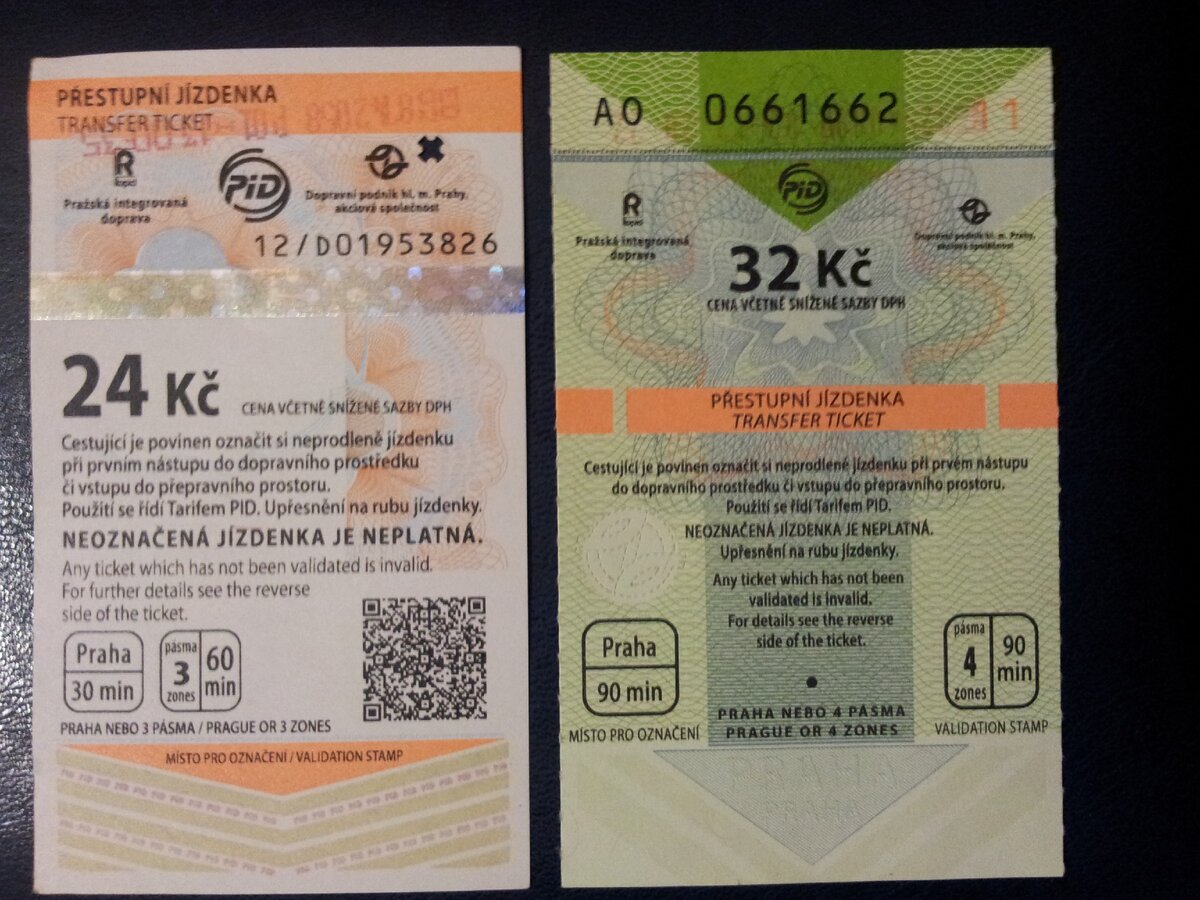 PŘESTUPNÍ JÍZDENKA
TRANSFER TICKET
R
Pražská integrovaná
doprava
PID
Dopravní podnik hl. m. Prahy,
akciová společnost
12/D01953826
24 Kč
CENA VČETNĚ SNÍŽENÉ SAZBY DPH
Cestující je povinen označit si neprodleně jízdenku
při prvním nástupu do dopravního prostředku
či vstupu do přepravního prostoru.
Použití se řídí Tarifem PID. Upřesnění na rubu jízdenky.
NEOZNAČENÁ JÍZDENKA JE NEPLATNÁ.
Any ticket which has not been validated is invalid.
For further details see the reverse
side of the ticket.
Praha
30 min
pásma
3
zones
60
min
PRAHA NEBO 3 PÁSMA / PRAGUE OR 3 ZONES
MÍSTO PRO OZNAČENÍ / VALIDATION STAMP
AO 0661662
PID
R
Pražská integrovaná
doprava
Dopravní podnik hl. m. Prahy,
akciová společnost
32 Kč
CENA VČETNĚ SNÍŽENÉ SAZBY DPH
PŘESTUPNÍ JÍZDENKA
TRANSFER TICKET
Cestující je povinen označit si neprodleně jízdenku při prvém nástupu
do dopravního prostředku či vstupu do přepravního prostoru.
Použití se řídí Tarifem PID.
NEOZNAČENÁ JÍZDENKA JE NEPLATNÁ.
Upřesnění na rubu jízdenky.
Any ticket which has not been
validated is invalid.
For details see the reverse
side of the ticket.
Praha
90 min
pásma
4
zones
90
min
PRAHA NEBO 4 PÁSMA
PRAGUE OR 4 ZONES
MÍSTO PRO OZNAČENÍ
VALIDATION STAMP
PRAHA